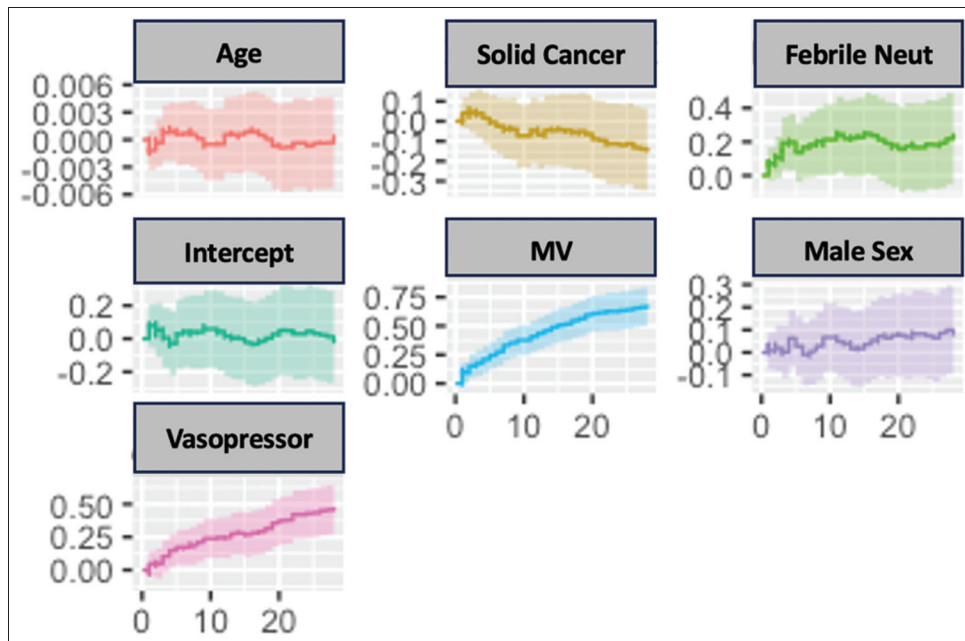 Age
0.006
0.003
0.000
-0.003
-0.006
Solid Cancer
0.1
0.0
-0.1
-0.2
-0.3
Febrile Neut
0.4
0.2
0.0
Intercept
0.2
0.0
-0.2
MV
0.75
0.50
0.25
0.00
0 10 20
Male Sex
0.3
0.2
0.1
0.0
-0.1
0 10 20
Vasopressor
0.50
0.25
0.00
0 10 20